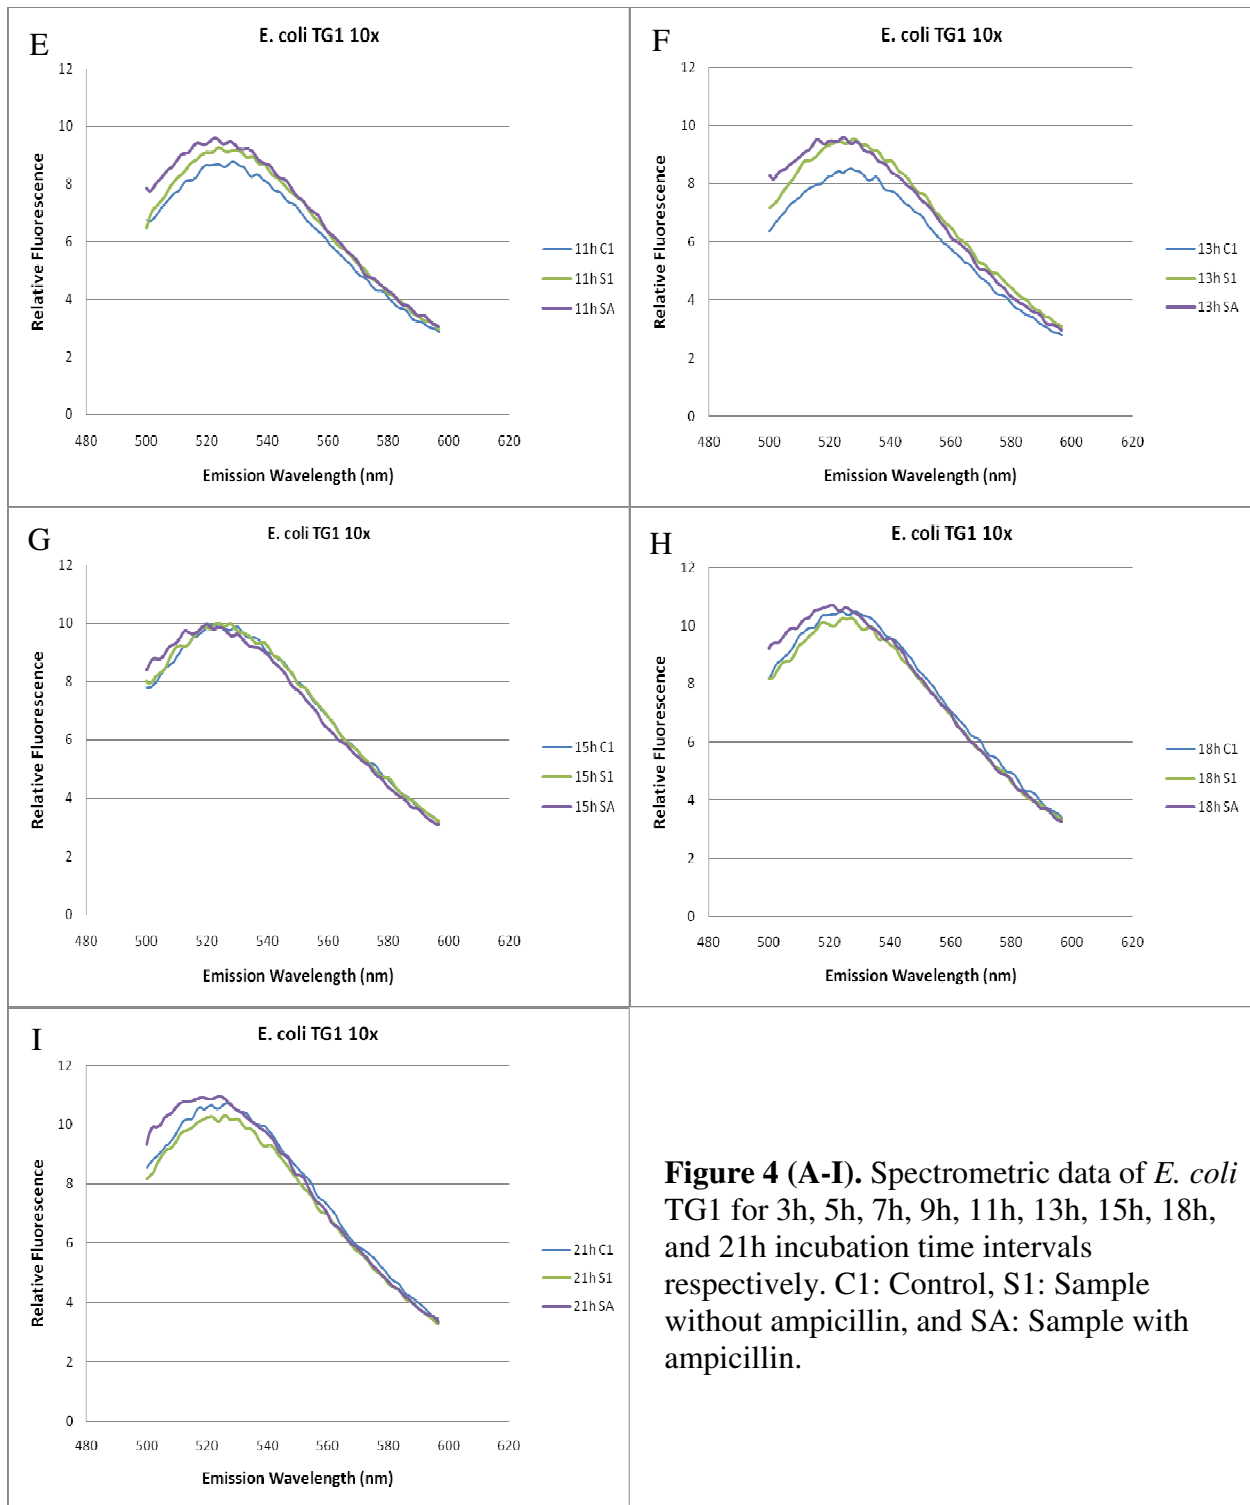 E
E. coli TG1 10x
12
10
8
6
4
2
0
480 500 520 540 560 580 600 620
Relative Fluorescence
Emission Wavelength (nm)
11h C1
11h S1
11h SA
F
E. coli TG1 10x
12
10
8
6
4
2
0
480 500 520 540 560 580 600 620
Relative Fluorescence
Emission Wavelength (nm)
13h C1
13h S1
13h SA
G
E. coli TG1 10x
12
10
8
6
4
2
0
480 500 520 540 560 580 600 620
Relative Fluorescence
Emission Wavelength (nm)
15h C1
15h S1
15h SA
H
E. coli TG1 10x
12
10
8
6
4
2
0
480 500 520 540 560 580 600 620
Relative Fluorescence
Emission Wavelength (nm)
18h C1
18h S1
18h SA
I
E. coli TG1 10x
12
10
8
6
4
2
0
480 500 520 540 560 580 600 620
Relative Fluorescence
Emission Wavelength (nm)
21h C1
21h S1
21h SA
Figure 4 (A-I). Spectrometric data of E. coli
TG1 for 3h, 5h, 7h, 9h, 11h, 13h, 15h, 18h,
and 21h incubation time intervals
respectively. C1: Control, S1: Sample
without ampicillin, and SA: Sample with
ampicillin.